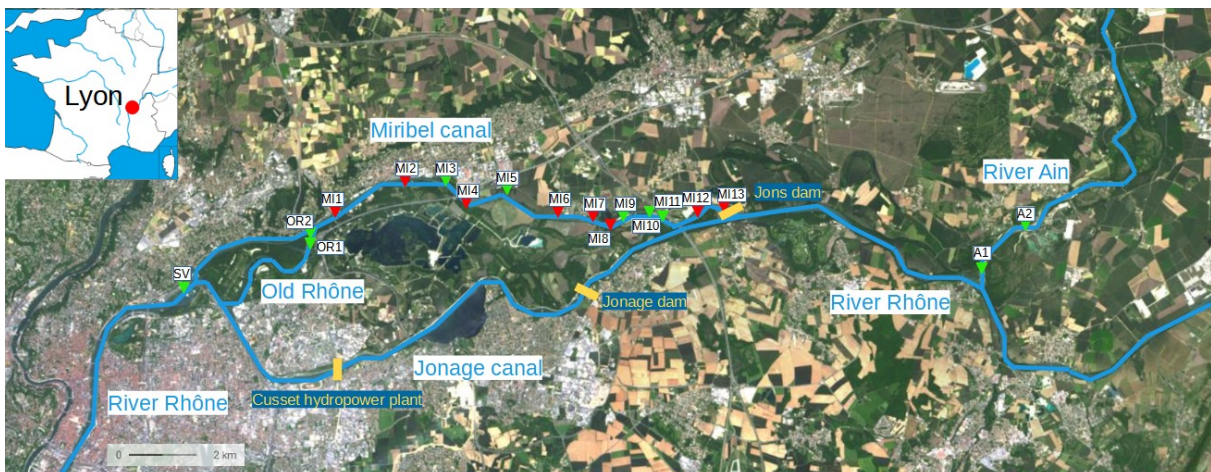 Lyon
Miribel canal
MI2
MI3
MI5
MI4
MI1
MI6
MI7
MI9
MI8
MI10
MI11
MI12
MI13
Jons dam
River Ain
A2
A1
OR2
OR1
SV
Old Rhône
Jonage dam
River Rhône
Jonage canal
Cusset hydropower plant
River Rhône
0 2 km